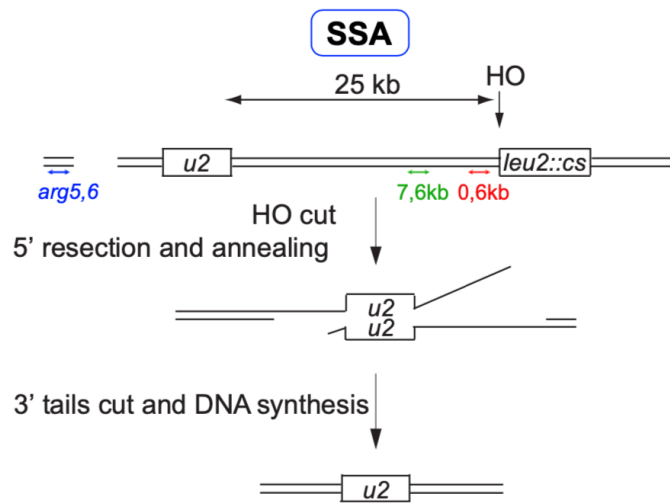 SSA
25 kb
HO
u2
leu2::cs
arg5,6
7,6kb
0,6kb
HO cut
5' resection and annealing
u2
u2
3' tails cut and DNA synthesis
u2